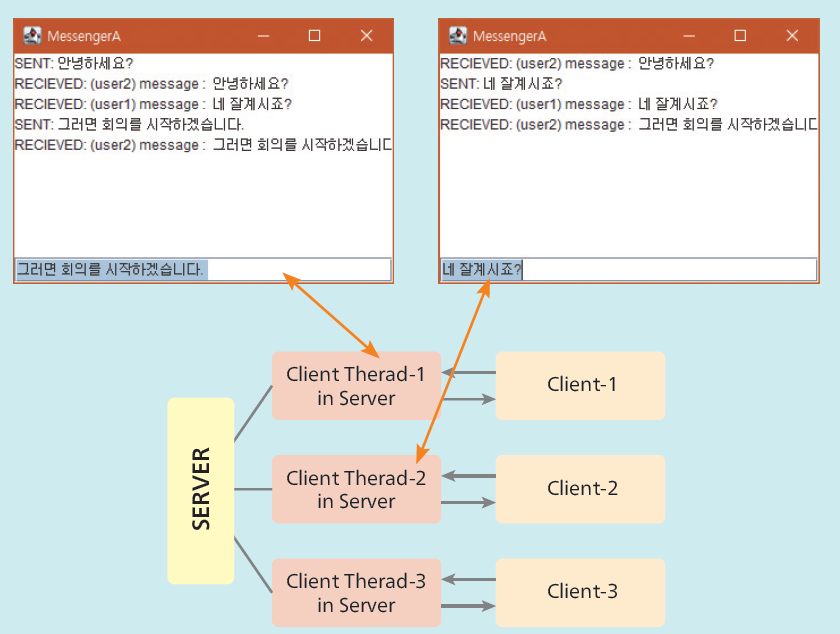 MessengerA
SENT: 안녕하세요?
RECIEVED: (user2) message : 안녕하세요?
RECIEVED: (user1) message : 네 잘계시죠?
SENT: 그러면 회의를 시작하겠습니다.
RECIEVED: (user2) message : 그러면 회의를 시작하겠습니다
그러면 회의를 시작하겠습니다.
MessengerA
RECIEVED: (user2) message : 안녕하세요?
SENT: 네 잘계시죠?
RECIEVED: (user1) message : 네 잘계시죠?
RECIEVED: (user2) message : 그러면 회의를 시작하겠습니다
네 잘계시죠?
SERVER
Client Therad-1
in Server
Client-1
Client Therad-2
in Server
Client-2
Client Therad-3
in Server
Client-3